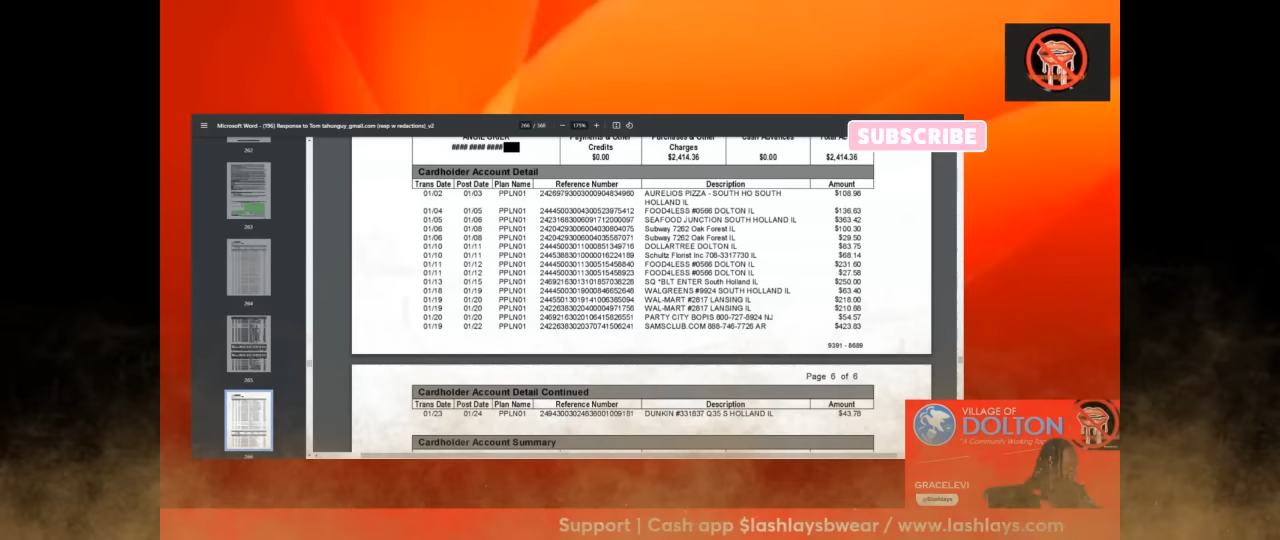 Microsoft Word - (196) Response to Tom tahunguy_gmail.com (resp w redactions)_v2 266 / 568 175%
SUBSCRIBE
262
263
264
265
266
#### #### ####
Credits Charges
$0.00 $2,414.36 $0.00 $2,414.36
Cardholder Account Detail
Trans Date Post Date Plan Name Reference Number Description Amount
01/02 01/03 PPLN01 24269793003000904834960 AURELIOS PIZZA - SOUTH HO SOUTH $108.96
HOLLAND IL
01/04 01/05 PPLN01 24445003004300523975412 FOOD4LESS #0566 DOLTON IL $136.63
01/05 01/06 PPLN01 24231683006091712000097 SEAFOOD JUNCTION SOUTH HOLLAND IL $363.42
01/06 01/08 PPLN01 24204293006004030804075 Subway 7262 Oak Forest IL $100.30
01/06 01/08 PPLN01 24204293006004035587071 Subway 7262 Oak Forest IL $29.50
01/10 01/11 PPLN01 24445003011000851349716 DOLLARTREE DOLTON IL $83.75
01/10 01/11 PPLN01 24453883010000016224189 Schultz Florist Inc 708-3317730 IL $68.14
01/11 01/12 PPLN01 24445003011300515458840 FOOD4LESS #0566 DOLTON IL $231.60
01/11 01/12 PPLN01 24445003011300515458923 FOOD4LESS #0566 DOLTON IL $27.58
01/13 01/15 PPLN01 24692163013101857038228 SQ *BLT ENTER South Holland IL $250.00
01/18 01/19 PPLN01 24445003019000846652648 WALGREENS #9924 SOUTH HOLLAND IL $63.40
01/19 01/20 PPLN01 24455013019141006365094 WAL-MART #2817 LANSING IL $218.00
01/19 01/20 PPLN01 24226383020400004971756 WAL-MART #2817 LANSING IL $210.88
01/20 01/20 PPLN01 24692163020106415826551 PARTY CITY BOPIS 800-727-8924 NJ $54.57
01/19 01/22 PPLN01 24226383020370741506241 SAMSCLUB.COM 888-746-7726 AR $423.83
9391 - 8689
Page 6 of 6
Cardholder Account Detail Continued
Trans Date Post Date Plan Name Reference Number Description Amount
01/23 01/24 PPLN01 24943003024838001009181 DUNKIN #331837 Q35 S HOLLAND IL $43.78
Cardholder Account Summary
VILLAGE OF
DOLTON
"A Community Working
GRACELEVI
@Slashlays
Support | Cash app $lashlaysbwear / www.lashlays.com